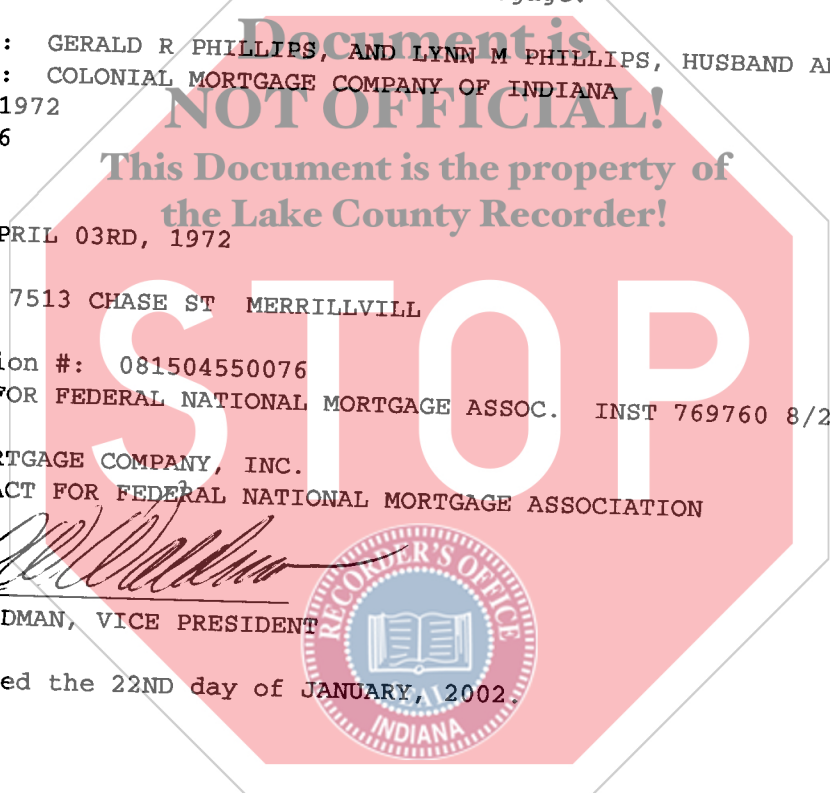 Document is
: GERALD R PHILLIPS, AND LYNN M PHILLIPS, HUSBAND
: COLONIAL MORTGAGE COMPANY OF INDIANA
1972
NOT OFFICIAL!
6
This Document is the property of
the Lake County Recorder!
PRIL 03RD, 1972
7513 CHASE ST MERRILLVILL
ion #: 081504550076
FOR FEDERAL NATIONAL MORTGAGE ASSOC. INST 769760 8/2
STOP
RTGAGE COMPANY, INC.
ACT FOR FEDERAL NATIONAL MORTGAGE ASSOCIATION
RECORDER'S OFFICE
DMAN, VICE PRESIDENT
ed the 22ND day of JANUARY, 2002.
SEAL
INDIANA